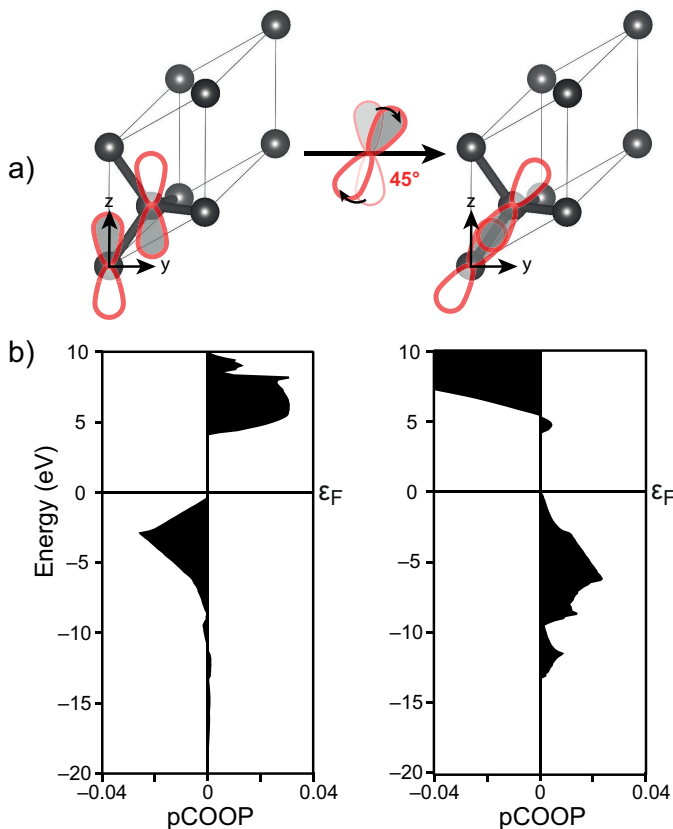 a)
z
y
45°
z
y
b)
Energy (eV)
10
5
0
–5
–10
–15
–20
–0.04
0
0.04
pCOOP
εF
10
5
0
–5
–10
–15
–20
–0.04
0
0.04
pCOOP
εF